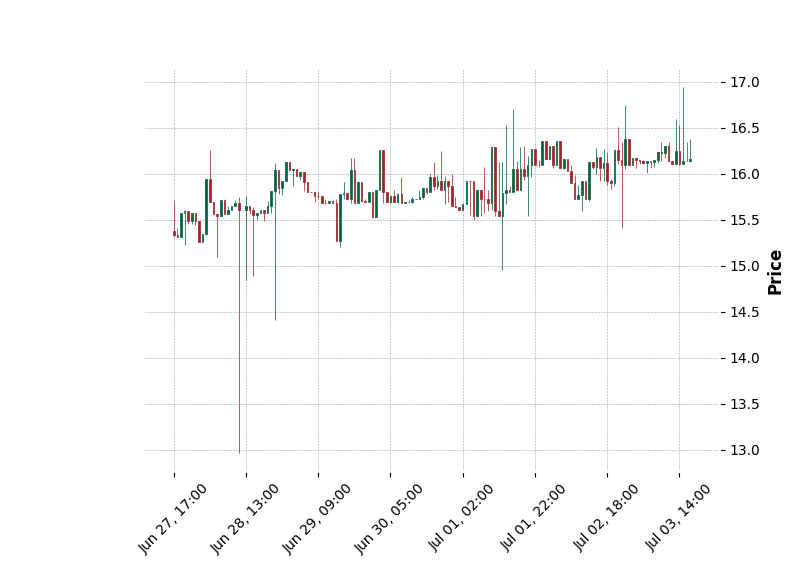 17.0
16.5
16.0
15.5
15.0
14.5
14.0
13.5
13.0
Price
Jun 27, 17:00
Jun 28, 13:00
Jun 29, 09:00
Jun 30, 05:00
Jul 01, 02:00
Jul 01, 22:00
Jul 02, 18:00
Jul 03, 14:00